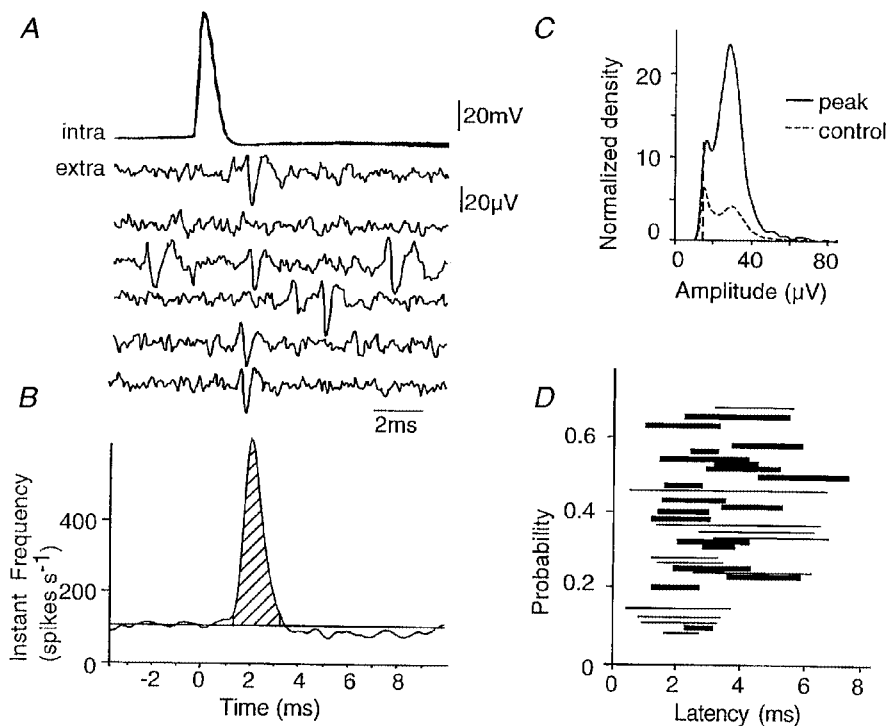 A
intra
20mV
extra
20µV
2ms
B
Instant Frequency
(spikes s⁻¹)
400
200
0
-2 0 2 4 6 8
Time (ms)
C
Normalized density
20
10
0
peak
control
0 40 80
Amplitude (µV)
D
Probability
0.6
0.4
0.2
0
0 2 4 6 8
Latency (ms)